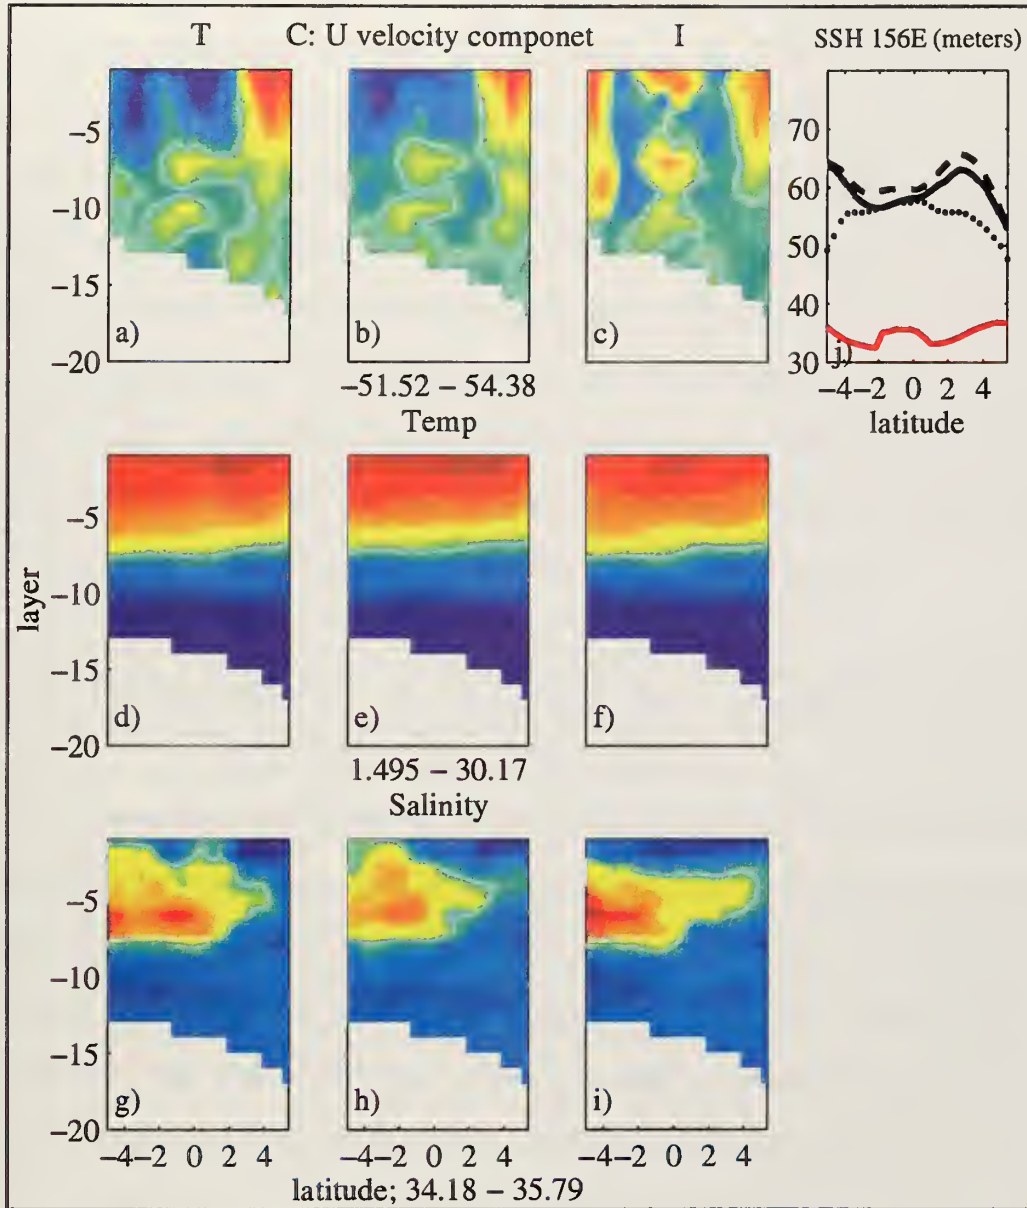 T C: U velocity componet I SSH 156E (meters)
−5
−10
−15
−20
a) b) c)
70
60
50
40
30
j)
−4−2 0 2 4
latitude
−51.52 − 54.38
Temp
layer
−5
−10
−15
−20
d) e) f)
1.495 − 30.17
Salinity
−5
−10
−15
−20
g) h) i)
−4−2 0 2 4 −4−2 0 2 4 −4−2 0 2 4
latitude; 34.18 − 35.79